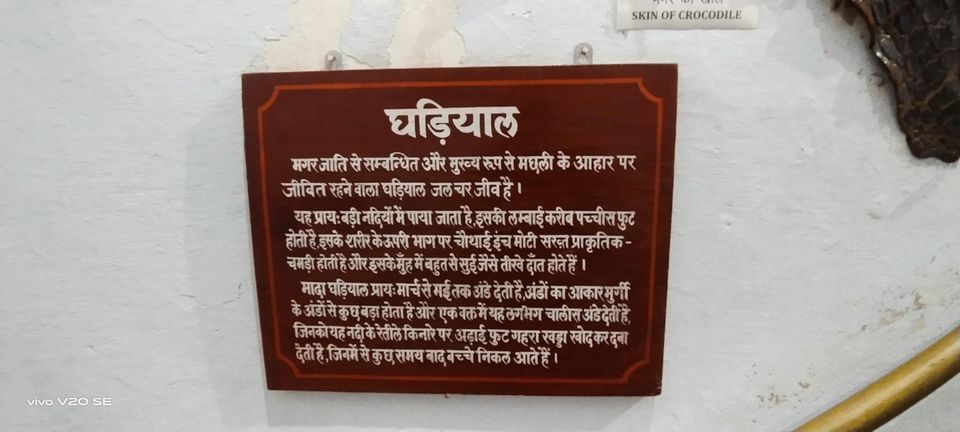 मगर की खाल
SKIN OF CROCODILE
घड़ियाल
मगर जाति से सम्बन्धित और मुख्य रूप से मछली के आहार पर
जीवित रहने वाला घड़ियाल जल चर जीव है।
यह प्रायः बड़ी नदियों में पाया जाता है,इसकी लम्बाई करीब पच्चीस फुट
होती है,इसके शरीर के ऊपरी भाग पर चौथाई इंच मोटी सख्त प्राकृतिक -
चमड़ी होती है और इसके मुँह में बहुत से सुई जैसे तीखे दाँत होते हैं।
मादा घड़ियाल प्रायः मार्च से मई तक अंडे देती है,अंडों का आकार मुर्गी
के अंडों से कुछ बड़ा होता है और एक वक्त में यह लगभग चालीस अंडे देती है,
जिनको यह नदी के रेतीले किनारे पर अढ़ाई फुट गहरा खड्डा खोद कर दबा
देती है,जिनमें से कुछ समय बाद बच्चे निकल आते हैं।
vivo V20 SE